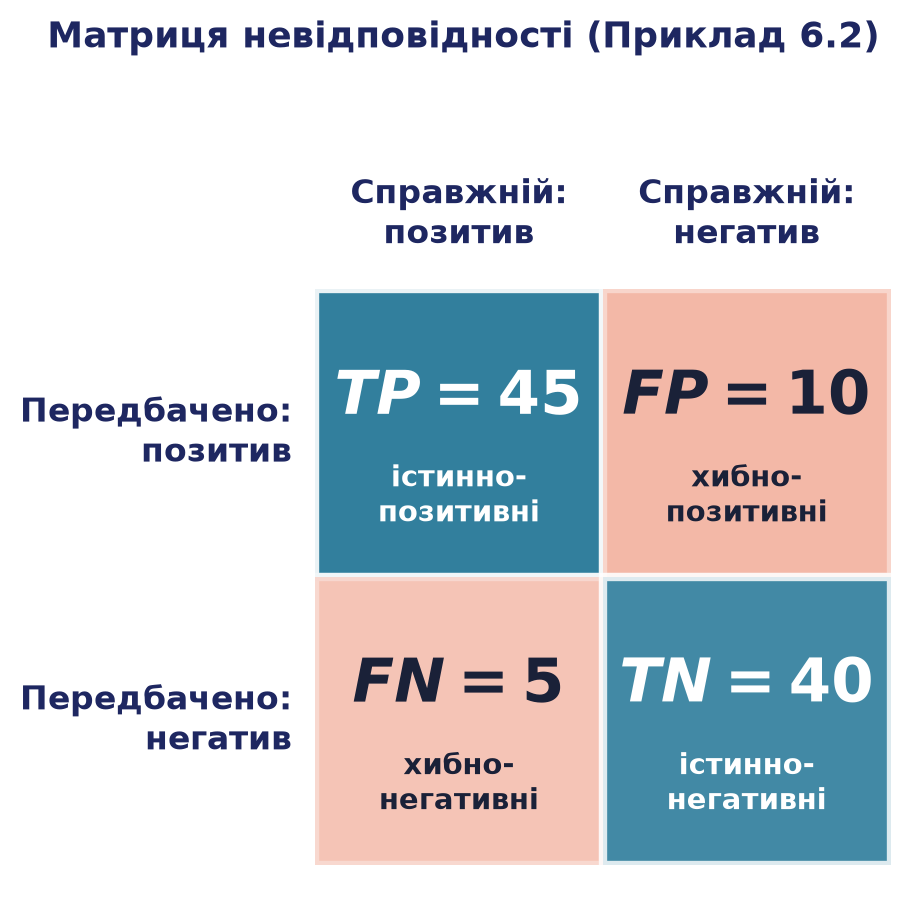 Матриця невідповідності (Приклад 6.2)
Справжній:
позитив
Справжній:
негатив
Передбачено:
позитив
TP = 45
істинно-
позитивні
FP = 10
хибно-
позитивні
Передбачено:
негатив
FN = 5
хибно-
негативні
TN = 40
істинно-
негативні